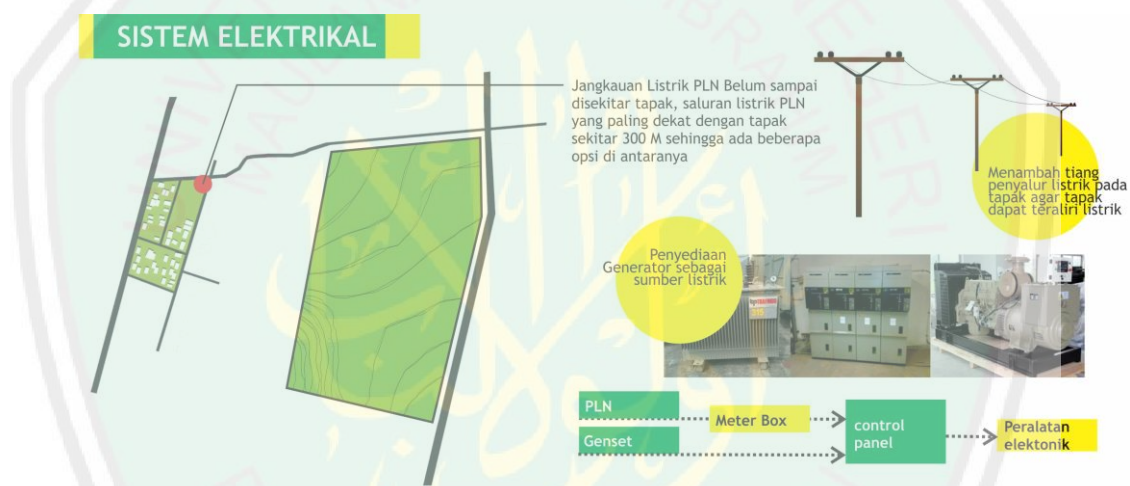 SISTEM ELEKTRIKAL
Jangkauan Listrik PLN Belum sampai
disekitar tapak, saluran listrik PLN
yang paling dekat dengan tapak
sekitar 300 M sehingga ada beberapa
opsi di antaranya
Menambah tiang
penyalur listrik pada
tapak agar tapak
dapat teraliri listrik
Penyediaan
Generator sebagai
sumber listrik
315
PLN
Meter Box
Genset
control
panel
Peralatan
elektonik